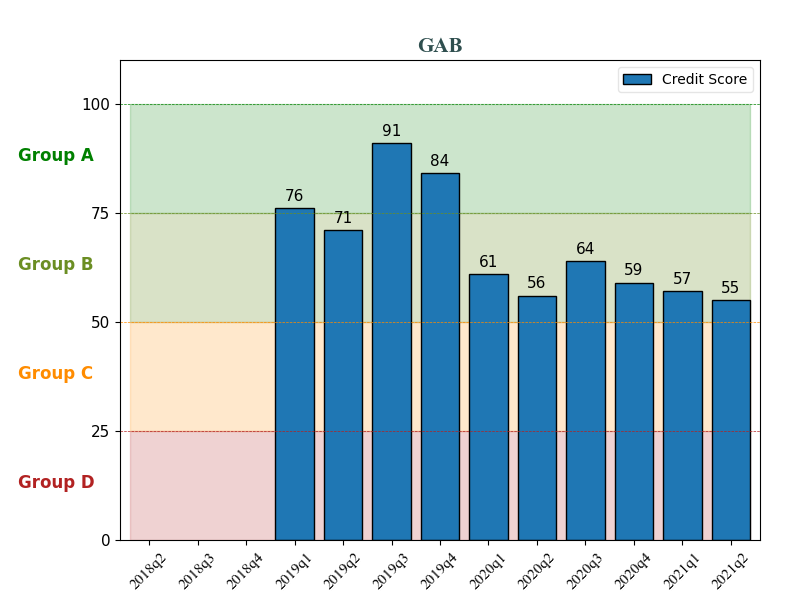 GAB
Credit Score
100
75
50
25
0
Group A
Group B
Group C
Group D
76
71
91
84
61
56
64
59
57
55
2018q2
2018q3
2018q4
2019q1
2019q2
2019q3
2019q4
2020q1
2020q2
2020q3
2020q4
2021q1
2021q2